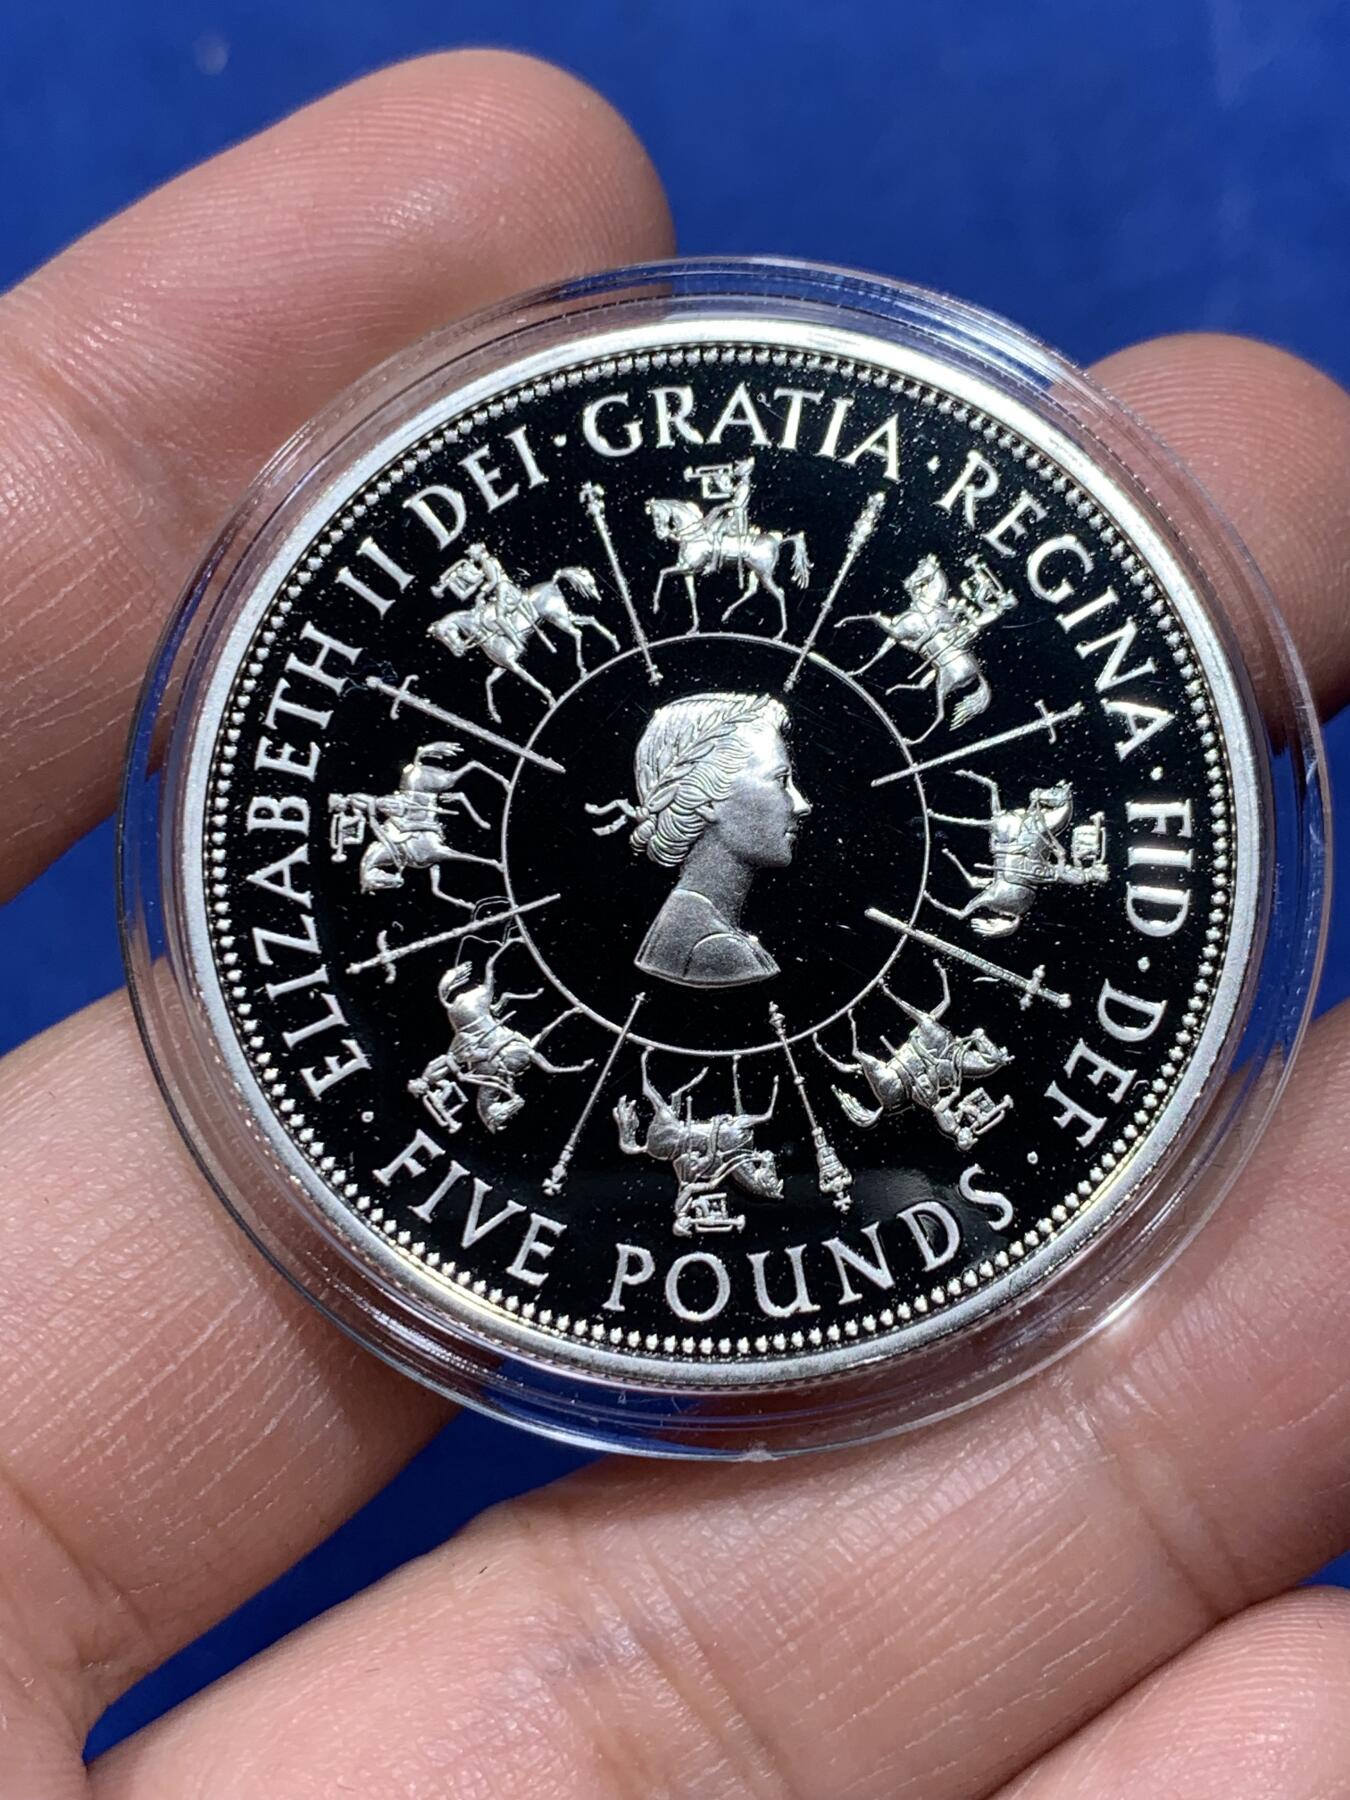 ELIZABETH II DEI · GRATIA · REGINA · FID · DEF ·
FIVE POUNDS ·